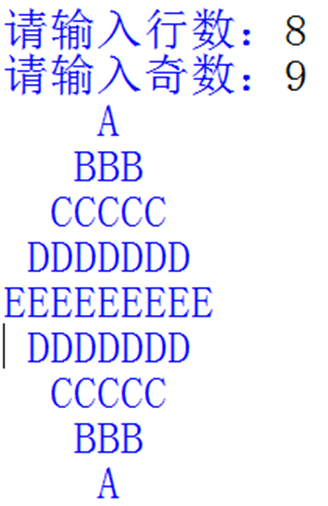 请输入行数：8
请输入奇数：9
A
BBB
CCCCC
DDDDDDD
EEEEEEEEE
DDDDDDD
CCCCC
BBB
A